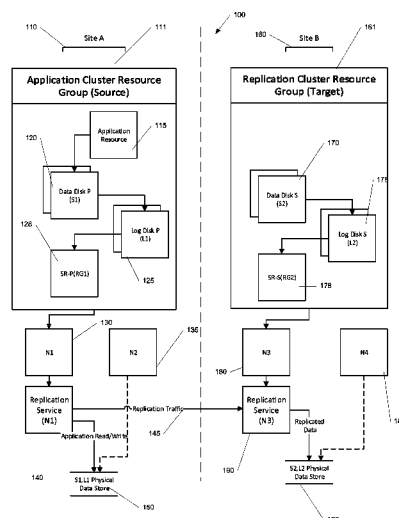 100
110
Site A
111
160
Site B
161
Application Cluster Resource
Group (Source)
Replication Cluster Resource
Group (Target)
120
Application
Resource
115
Data Disk P
(S1)
170
Data Disk S
(S2)
175
128
Log Disk P
(L1)
Log Disk S
(L2)
SR-P(RG1)
125
SR-S(RG2)
178
130
135
N1
N2
N3
N4
180
Replication
Service
(N1)
Replication Traffic
Replication
Service
(N3)
Replicated
Data
Application Read/Write
145
140
190
S1,L1 Physical
Data Store
150
S2,L2 Physical
Data Store